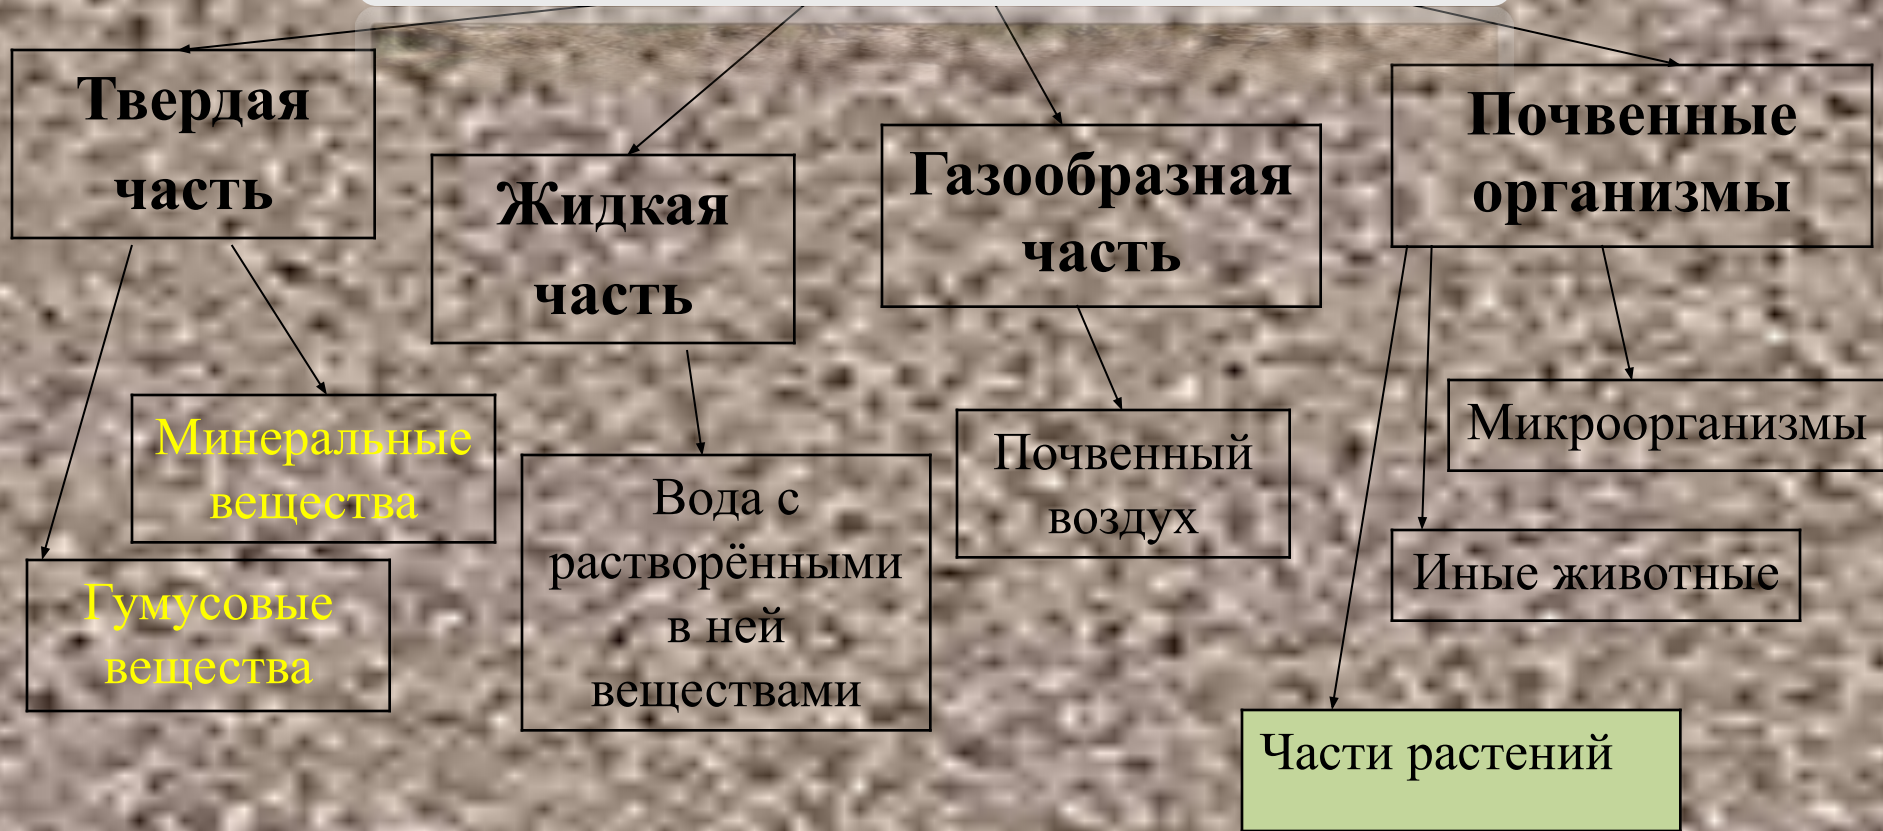 Твердая
часть
Жидкая
часть
Газообразная
часть
Почвенные
организмы
Минеральные
вещества
Гумусовые
вещества
Вода с
растворёнными
в ней
веществами
Почвенный
воздух
Микроорганизмы
Иные животные
Части растений